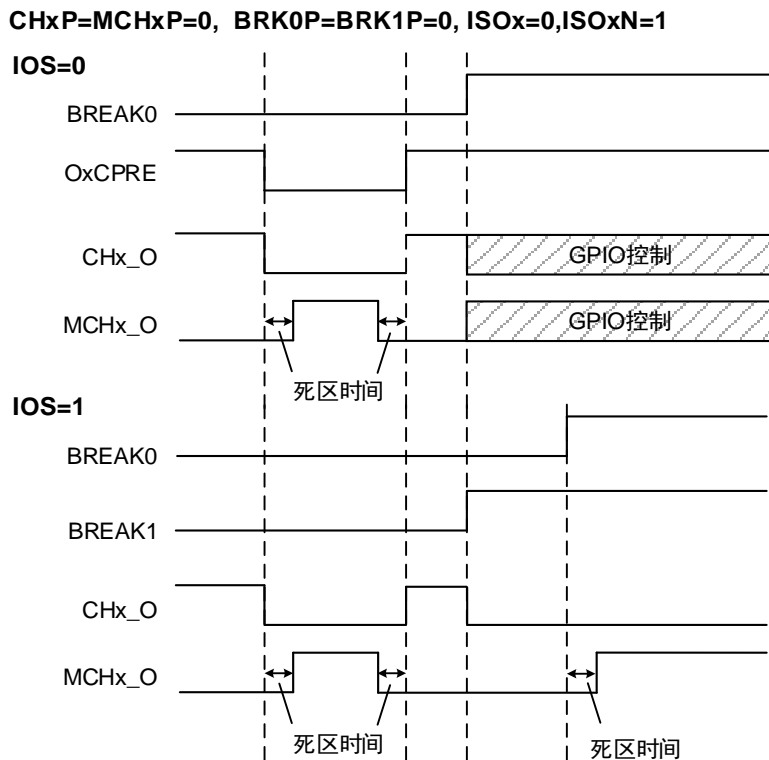 CHxP=MCHxP=0, BRK0P=BRK1P=0, ISOx=0,ISOxN=1
IOS=0
BREAK0
OxCPRE
CHx_O
GPIO控制
MCHx_O
GPIO控制
死区时间
IOS=1
BREAK0
BREAK1
CHx_O
MCHx_O
死区时间
死区时间